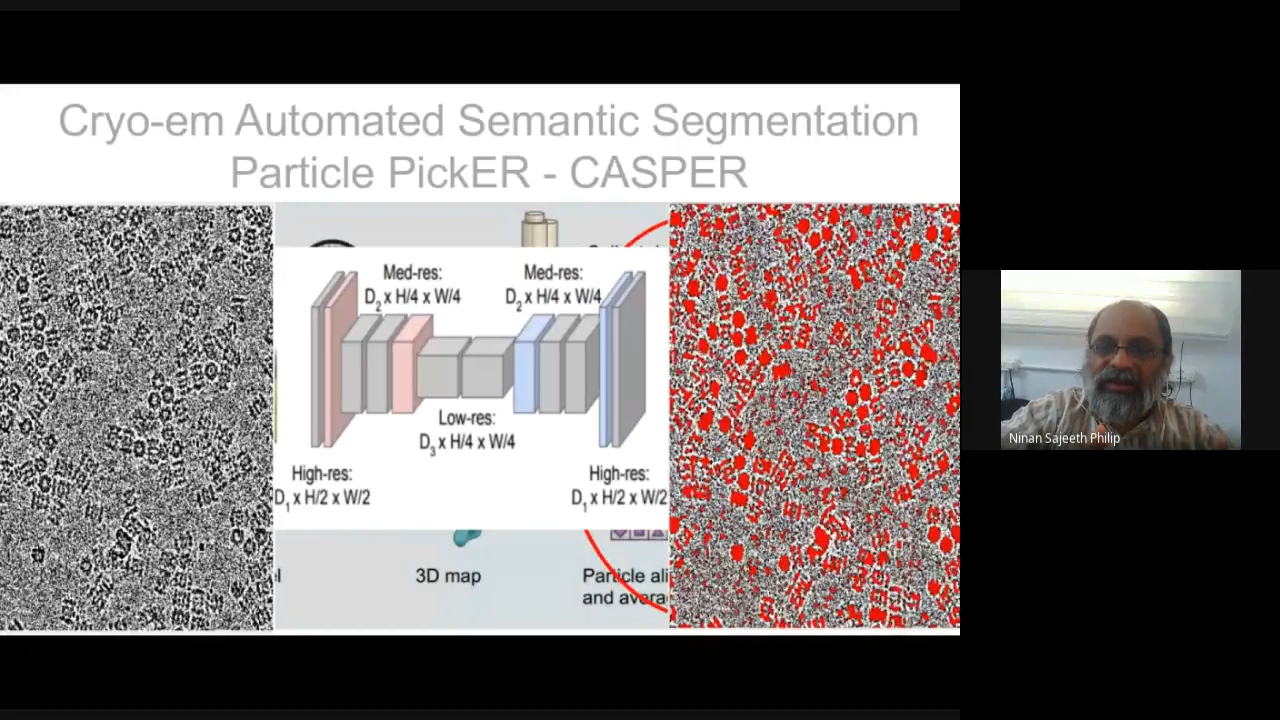 Cryo-em Automated Semantic Segmentation
Particle PickER - CASPER
Med-res:
D2 x H/4 x W/4
Med-res:
D2 x H/4 x W/4
Low-res:
D3 x H/4 x W/4
High-res:
D1 x H/2 x W/2
High-res:
D1 x H/2 x W/2
3D map
Particle ali
and avera
Ninan Sajeeth Philip